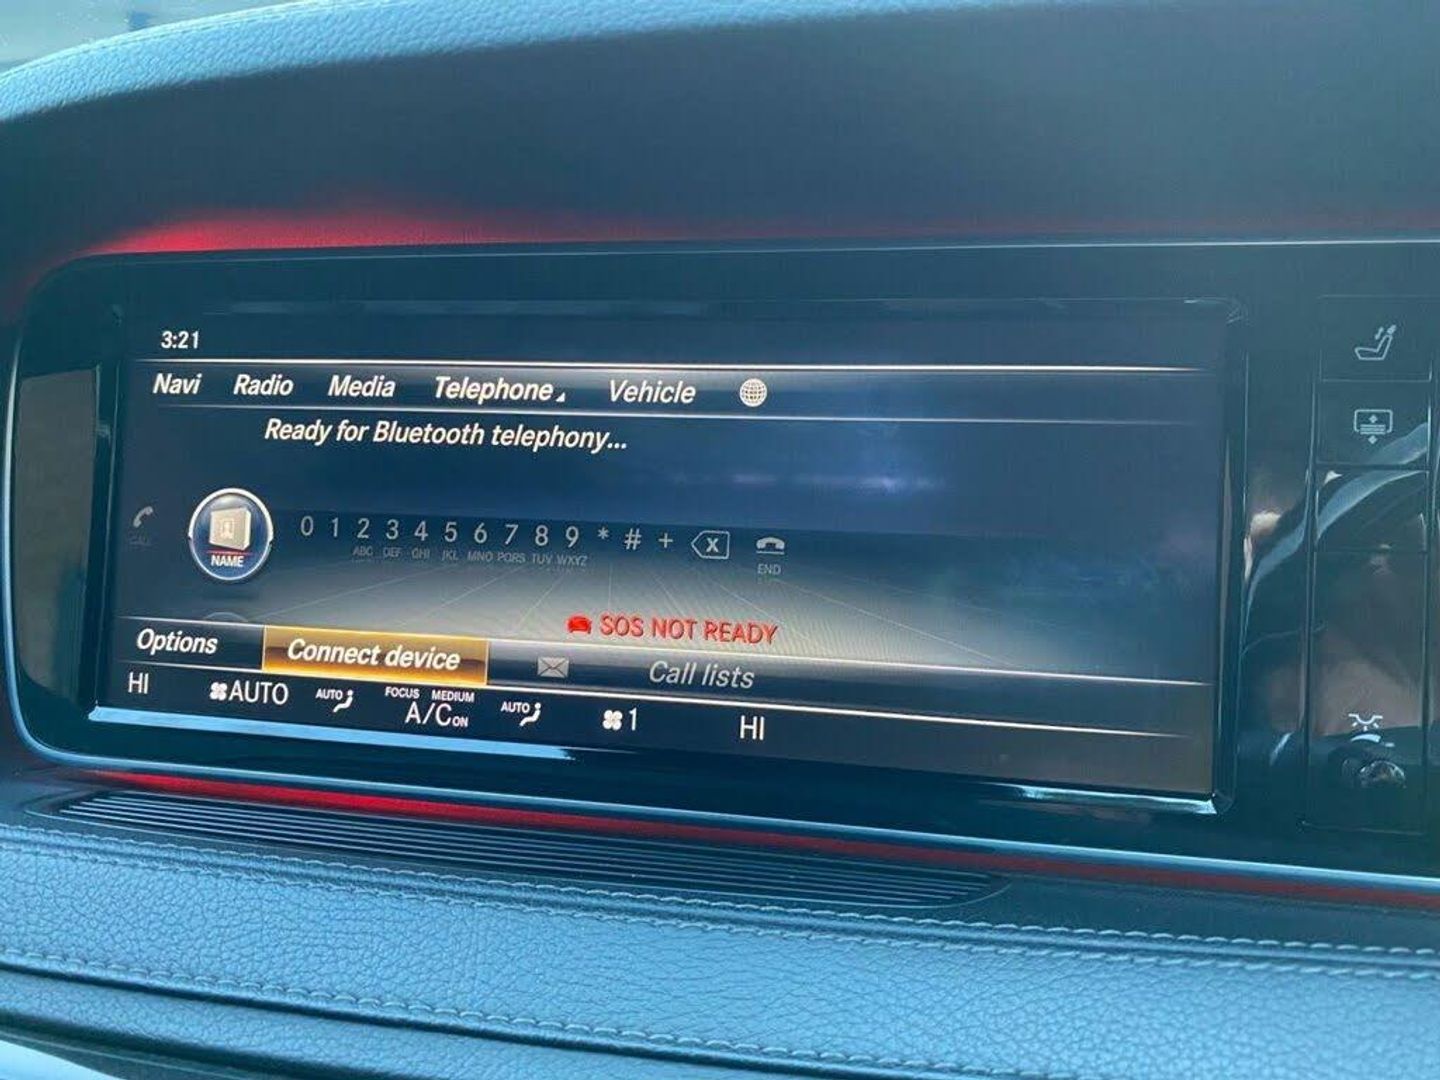 3:21
Navi Radio Media Telephone Vehicle
Ready for Bluetooth telephony...
0 1 2 3 4 5 6 7 8 9 * # +
CALL ABC DEF GHI JKL MNO PQRS TUV WXYZ
NAME
X
END
SOS NOT READY
Options Connect device Call lists
HI AUTO AUTO FOCUS MEDIUM AUTO 1 HI
A/C ON